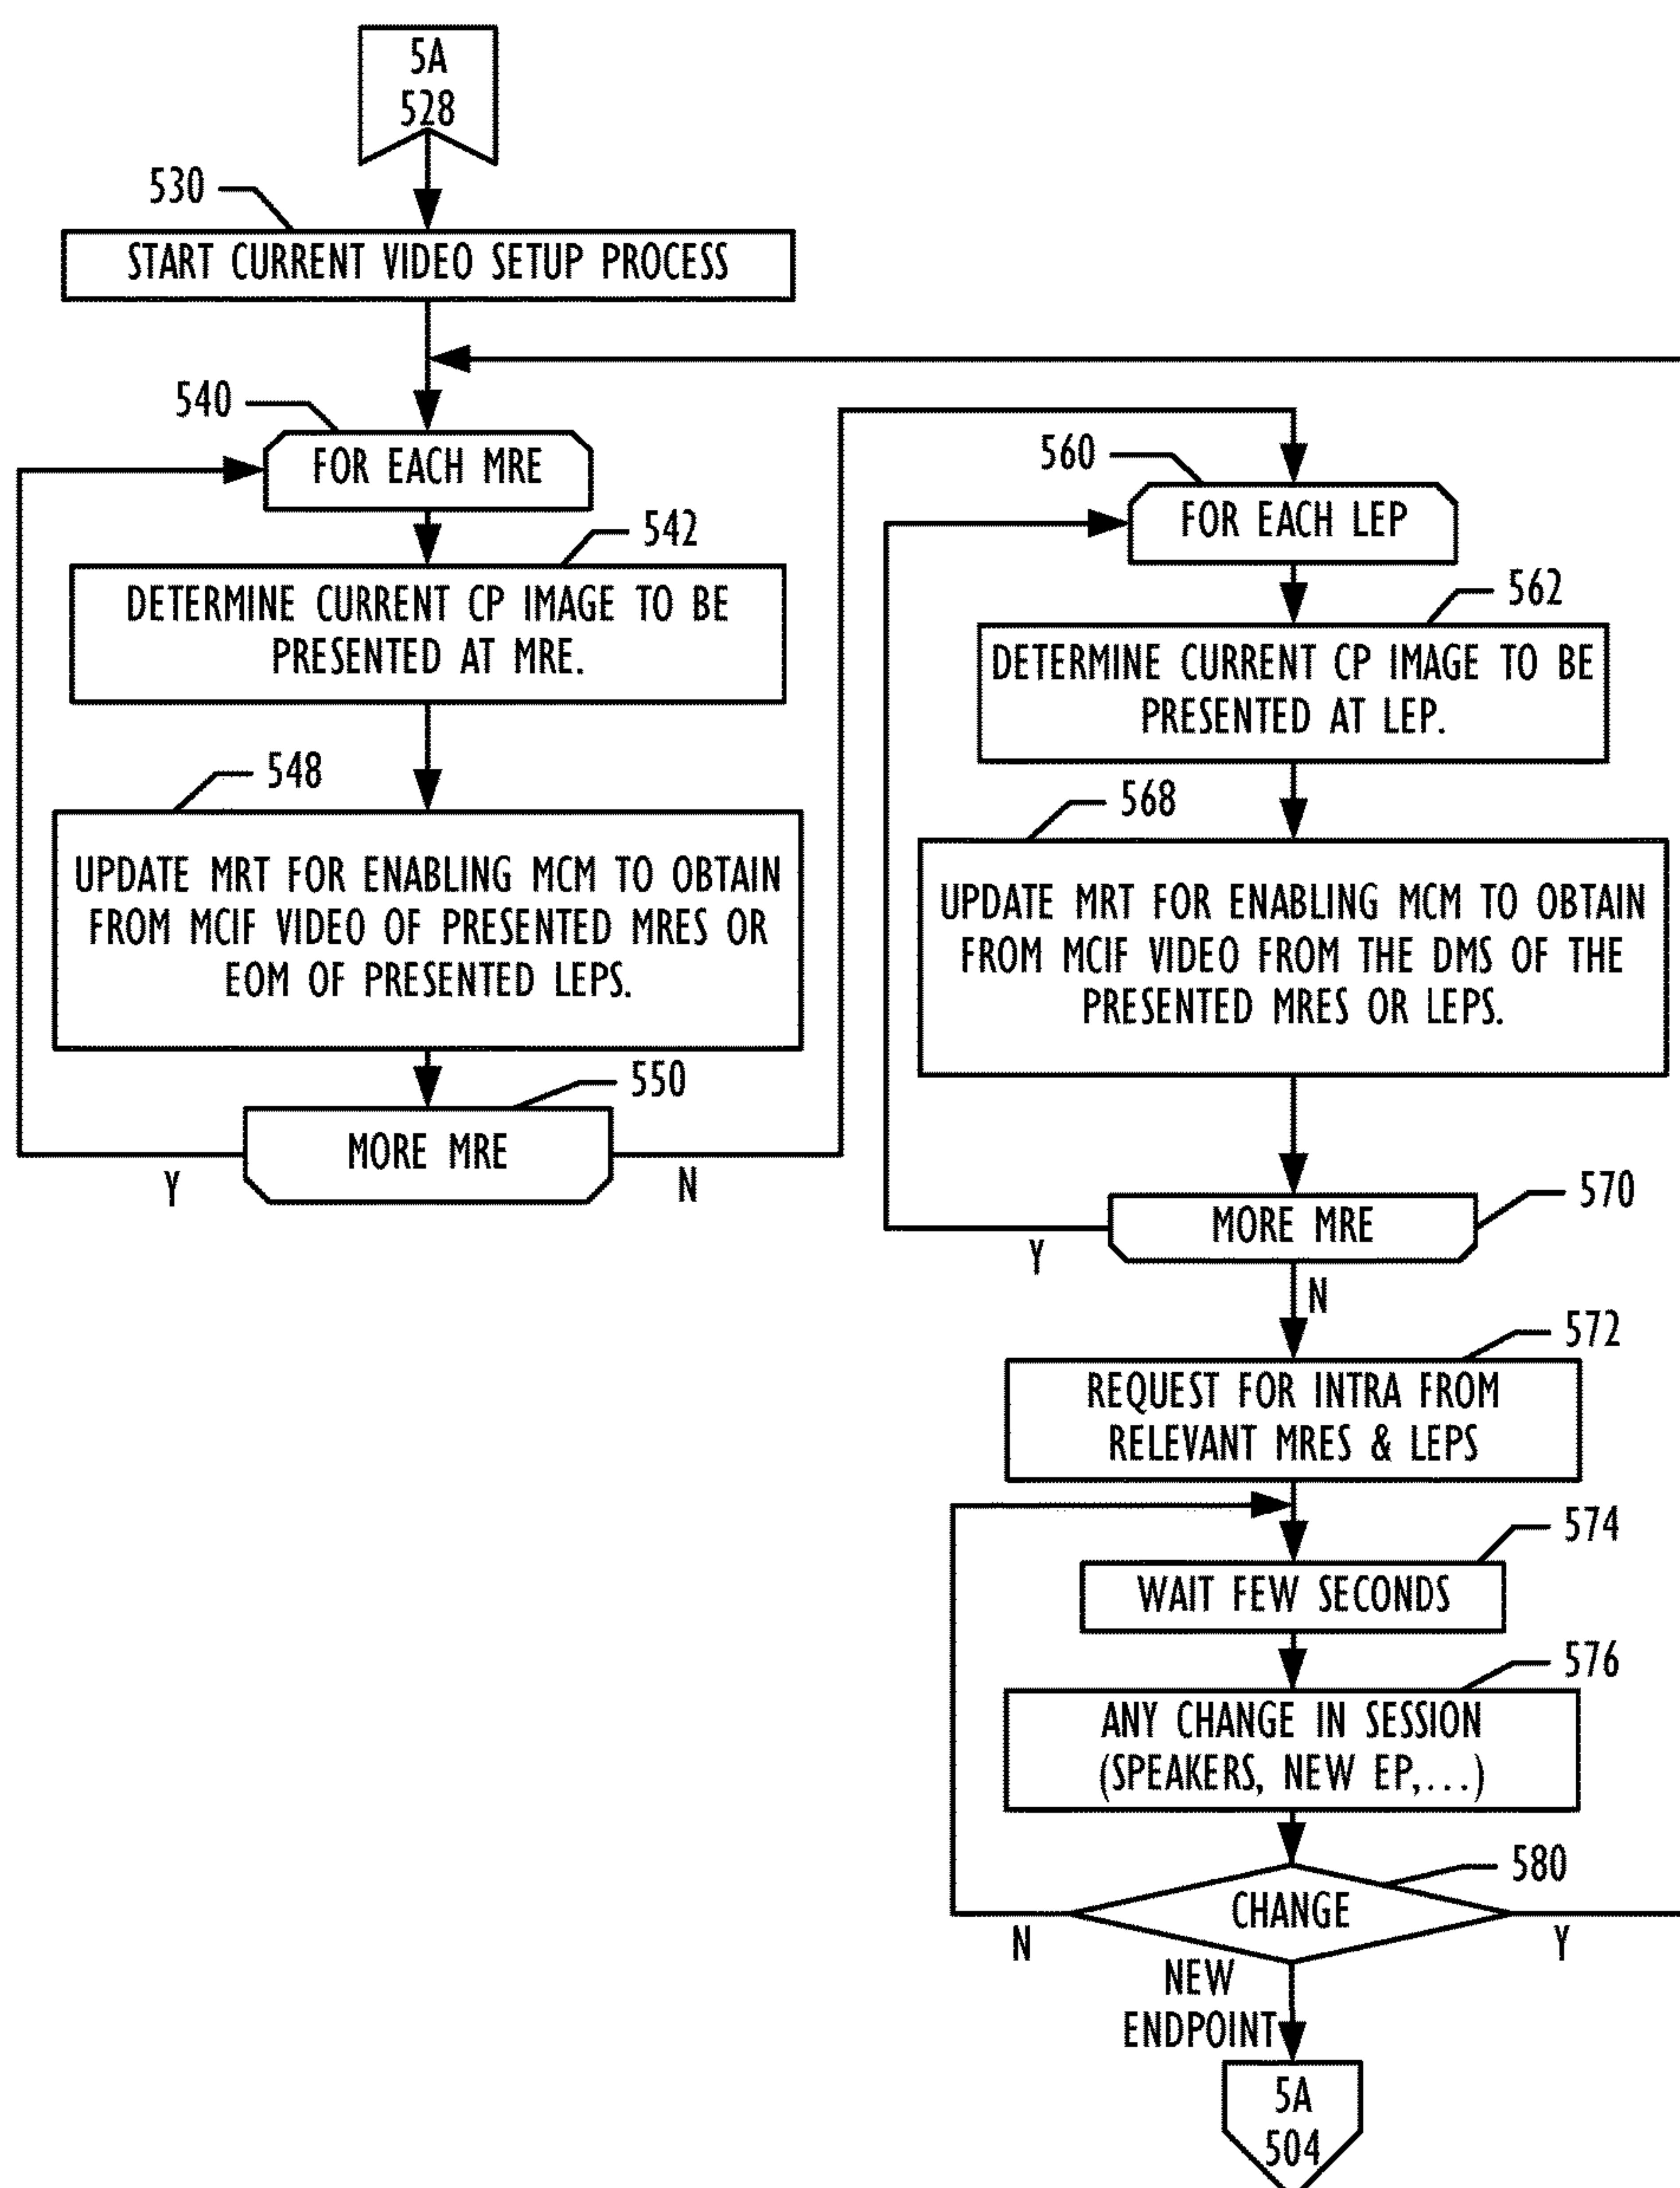 5A
528
530
START CURRENT VIDEO SETUP PROCESS
540
FOR EACH MRE
542
DETERMINE CURRENT CP IMAGE TO BE
PRESENTED AT MRE.
548
UPDATE MRT FOR ENABLING MCM TO OBTAIN
FROM MCIF VIDEO OF PRESENTED MRES OR
EOM OF PRESENTED LEPS.
550
MORE MRE
Y
N
560
FOR EACH LEP
562
DETERMINE CURRENT CP IMAGE TO BE
PRESENTED AT LEP.
568
UPDATE MRT FOR ENABLING MCM TO OBTAIN
FROM MCIF VIDEO FROM THE DMS OF THE
PRESENTED MRES OR LEPS.
570
MORE MRE
Y
N
572
REQUEST FOR INTRA FROM
RELEVANT MRES & LEPS
574
WAIT FEW SECONDS
576
ANY CHANGE IN SESSION
(SPEAKERS, NEW EP,...)
580
CHANGE
N
Y
NEW
ENDPOINT
5A
504